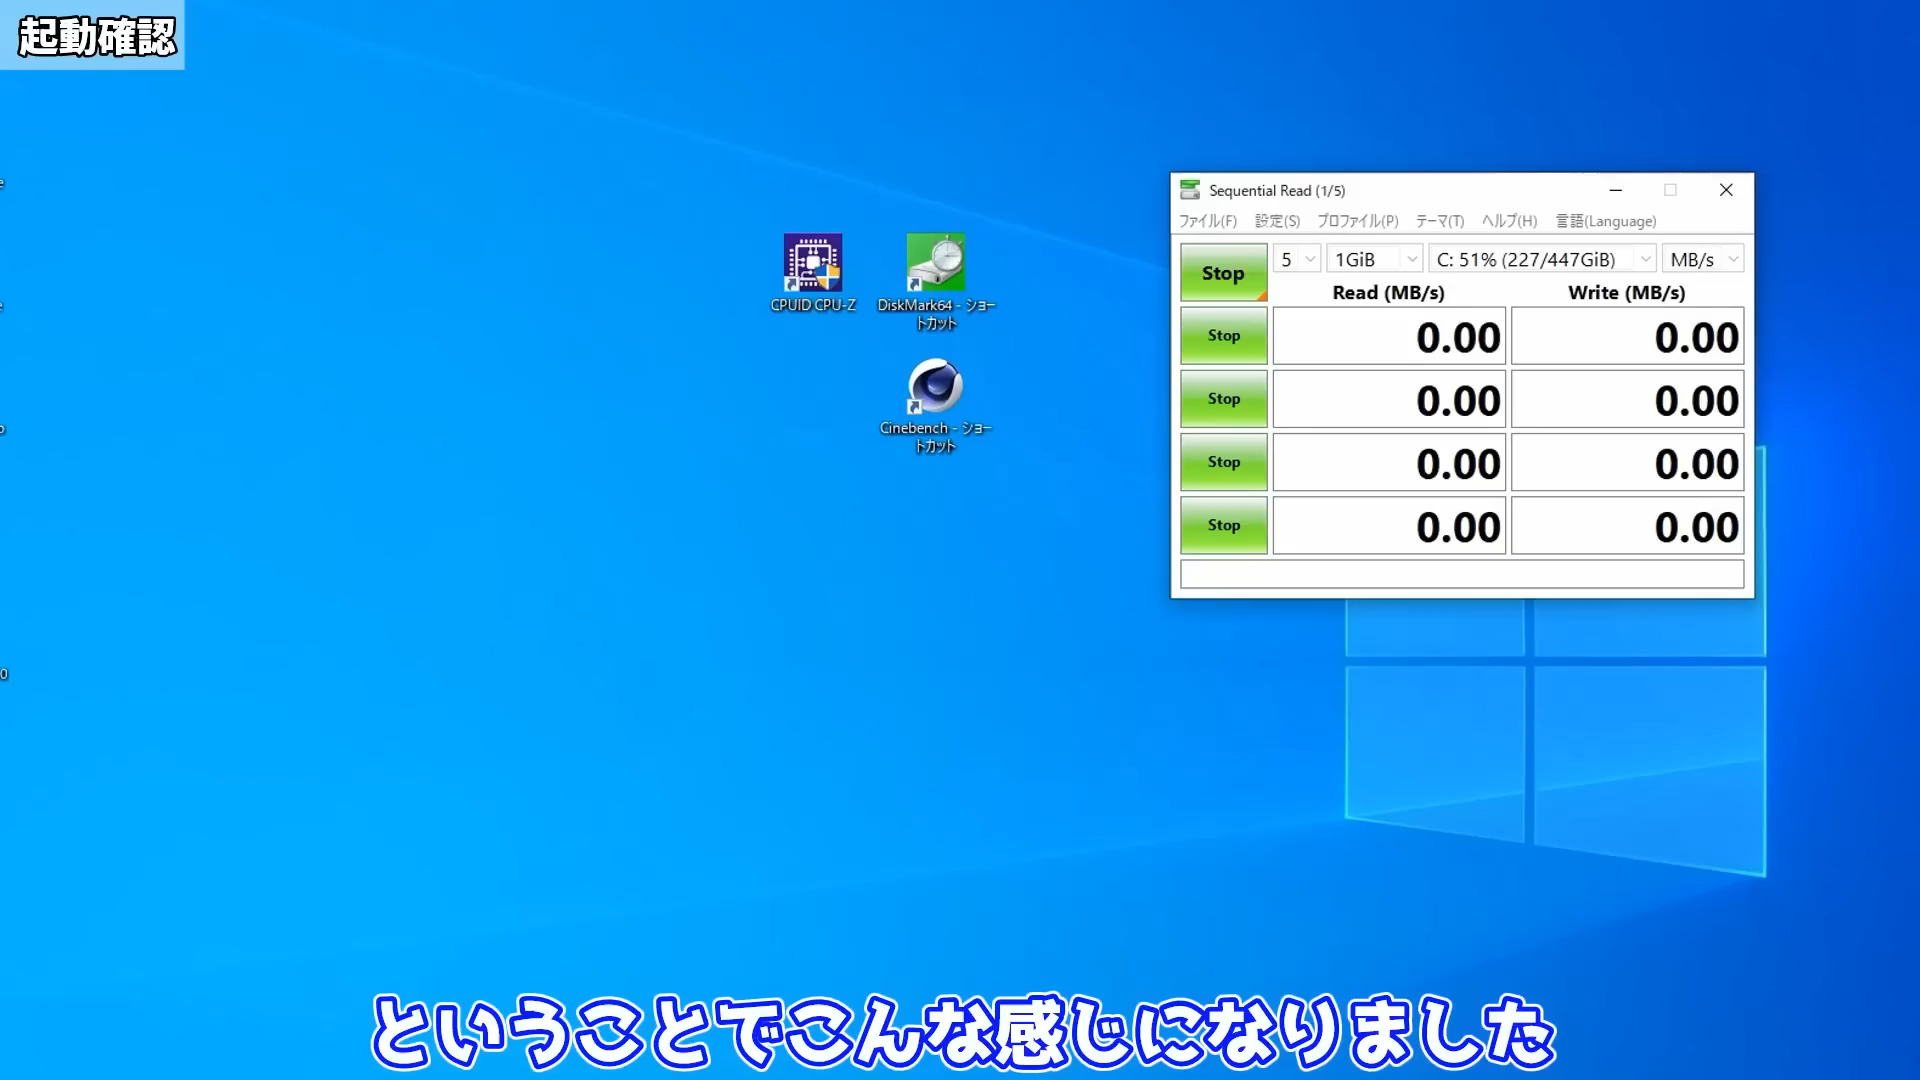 起動確認
CPUID CPU-Z
DiskMark64 - ショー
トカット
Cinebench - ショー
トカット
Sequential Read (1/5)
ファイル(F) 設定(S) プロファイル(P) テーマ(T) ヘルプ(H) 言語(Language)
Stop 5 1GiB C: 51% (227/447GiB) MB/s
Read (MB/s) Write (MB/s)
Stop 0.00 0.00
Stop 0.00 0.00
Stop 0.00 0.00
Stop 0.00 0.00
ということでこんな感じになりました